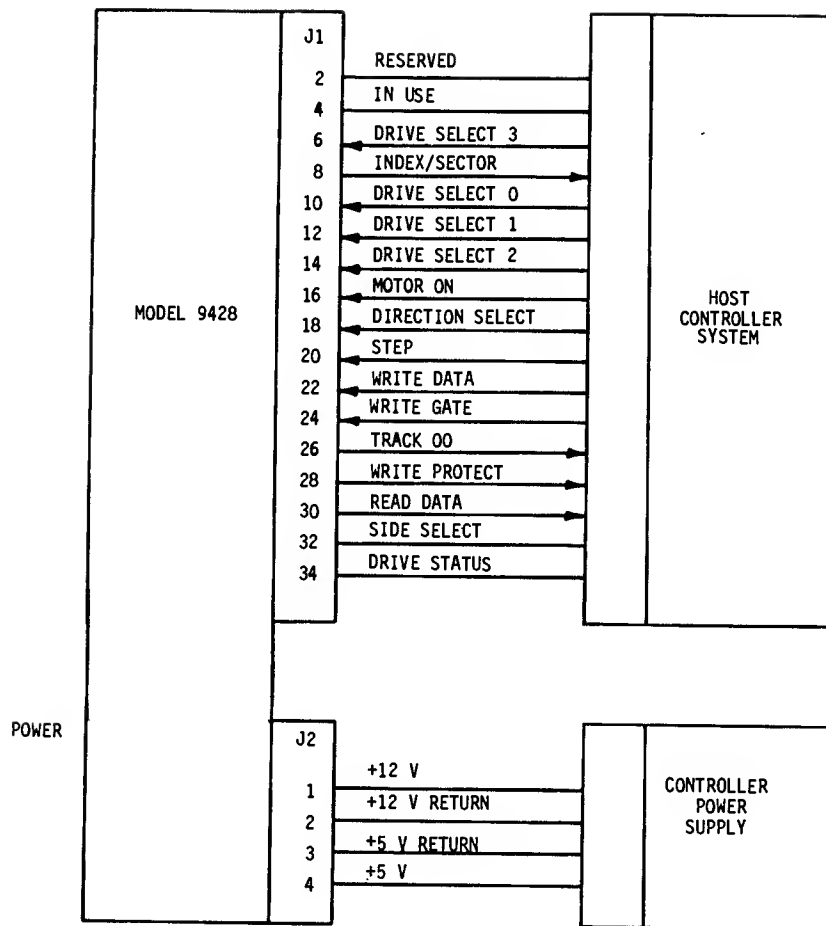 J1
RESERVED
2
IN USE
4
DRIVE SELECT 3
6
INDEX/SECTOR
8
DRIVE SELECT 0
10
DRIVE SELECT 1
12
DRIVE SELECT 2
14
MOTOR ON
16
DIRECTION SELECT
18
STEP
20
WRITE DATA
22
WRITE GATE
24
TRACK 00
26
WRITE PROTECT
28
READ DATA
30
SIDE SELECT
32
DRIVE STATUS
34
MODEL 9428
HOST
CONTROLLER
SYSTEM
POWER
J2
+12 V
1
+12 V RETURN
2
+5 V RETURN
3
+5 V
4
CONTROLLER
POWER
SUPPLY